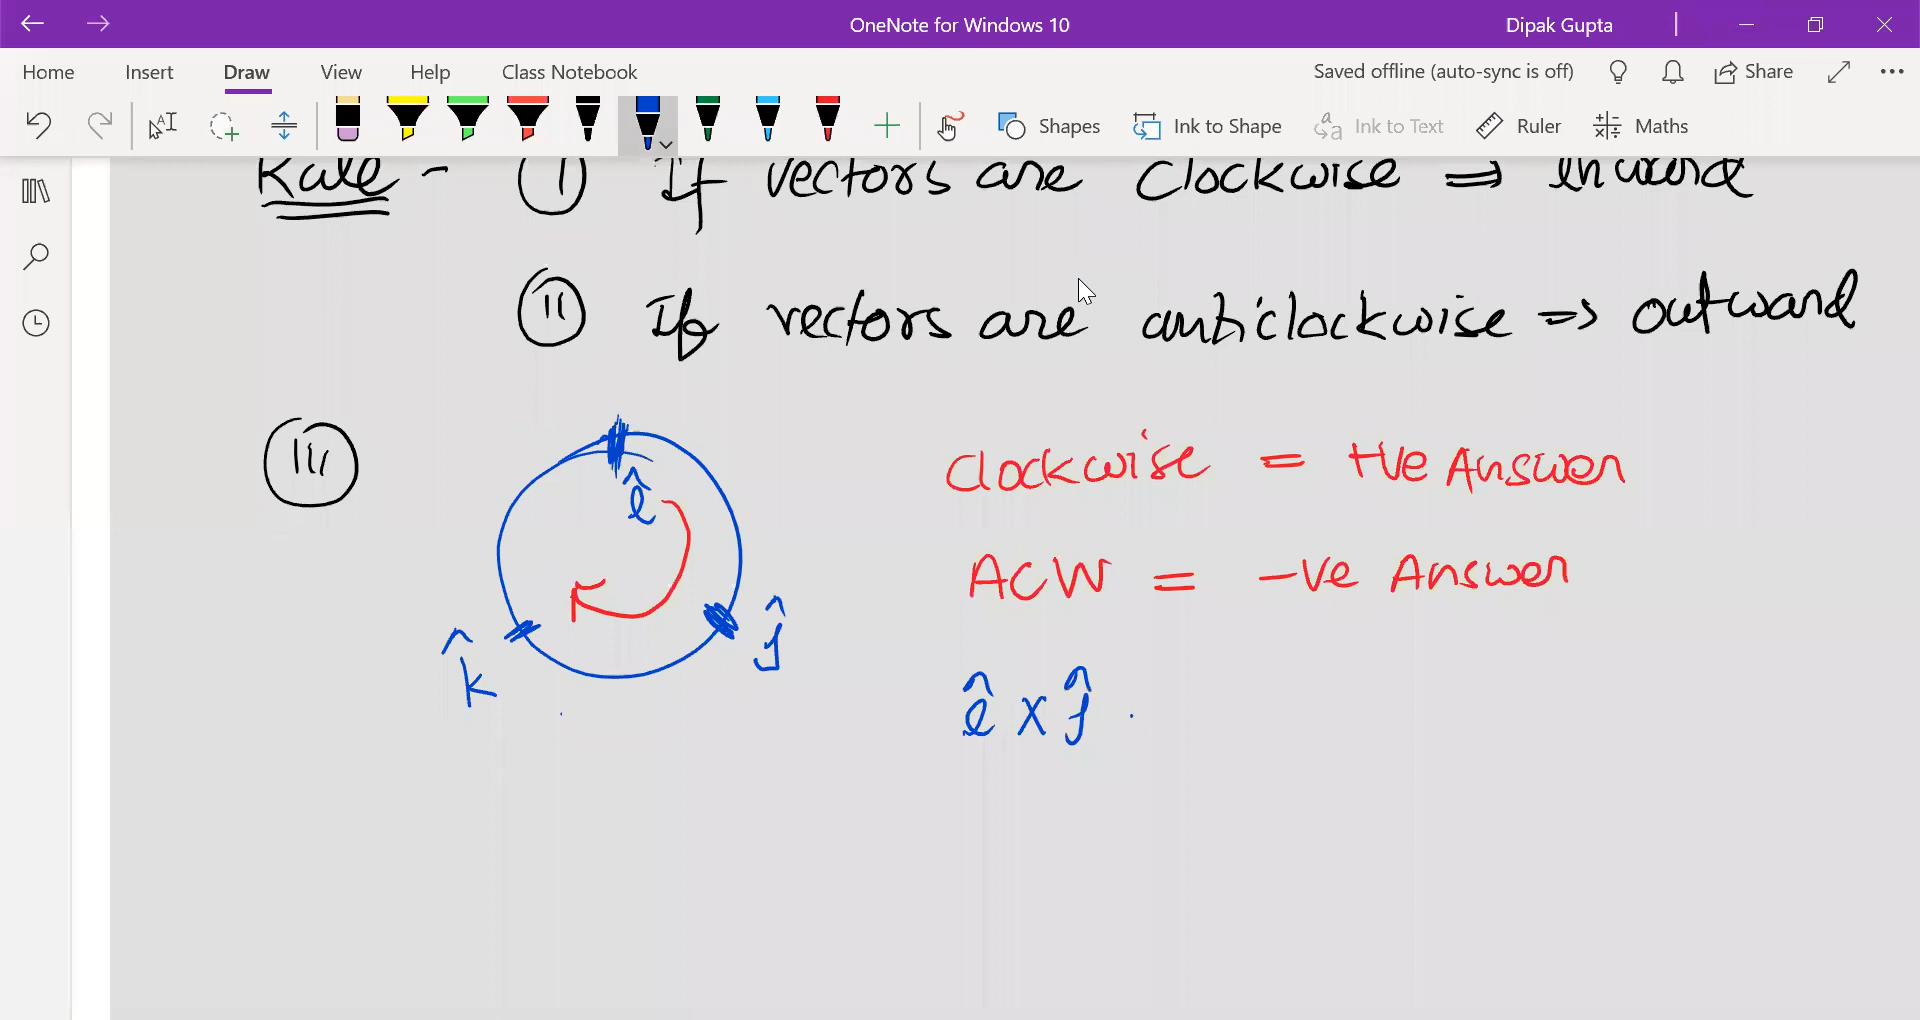 OneNote for Windows 10
Dipak Gupta
Home Insert Draw View Help Class Notebook
Saved offline (auto-sync is off) Share
Shapes Ink to Shape Ink to Text Ruler Maths
Rule - (I) If vectors are clockwise ⇒ inward
(II) If vectors are anticlockwise ⇒ outward
(III)
î
ĵ
k̂
Clockwise = +ve Answer
ACW = -ve Answer
î × ĵ